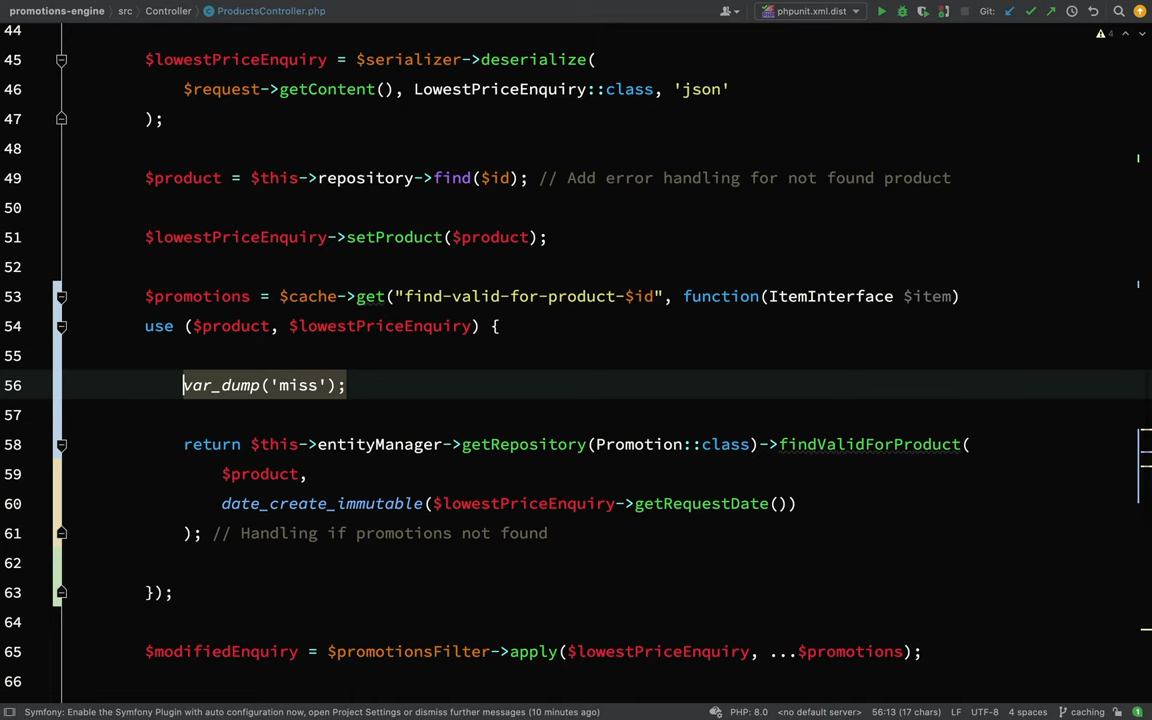 promotions-engine src Controller ProductsController.php phpunit.xml.dist Git:
44
4
45 $lowestPriceEnquiry = $serializer->deserialize(
46 $request->getContent(), LowestPriceEnquiry::class, 'json'
47 );
48
49 $product = $this->repository->find($id); // Add error handling for not found product
50
51 $lowestPriceEnquiry->setProduct($product);
52
53 $promotions = $cache->get("find-valid-for-product-$id", function(ItemInterface $item)
54 use ($product, $lowestPriceEnquiry) {
55
56 var_dump('miss');
57
58 return $this->entityManager->getRepository(Promotion::class)->findValidForProduct(
59 $product,
60 date_create_immutable($lowestPriceEnquiry->getRequestDate())
61 ); // Handling if promotions not found
62
63 });
64
65 $modifiedEnquiry = $promotionsFilter->apply($lowestPriceEnquiry, ...$promotions);
66
Symfony: Enable the Symfony Plugin with auto configuration now, open Project Settings or dismiss further messages (10 minutes ago) PHP: 8.0 <no default server> 56:13 (17 chars) LF UTF-8 4 spaces caching 1